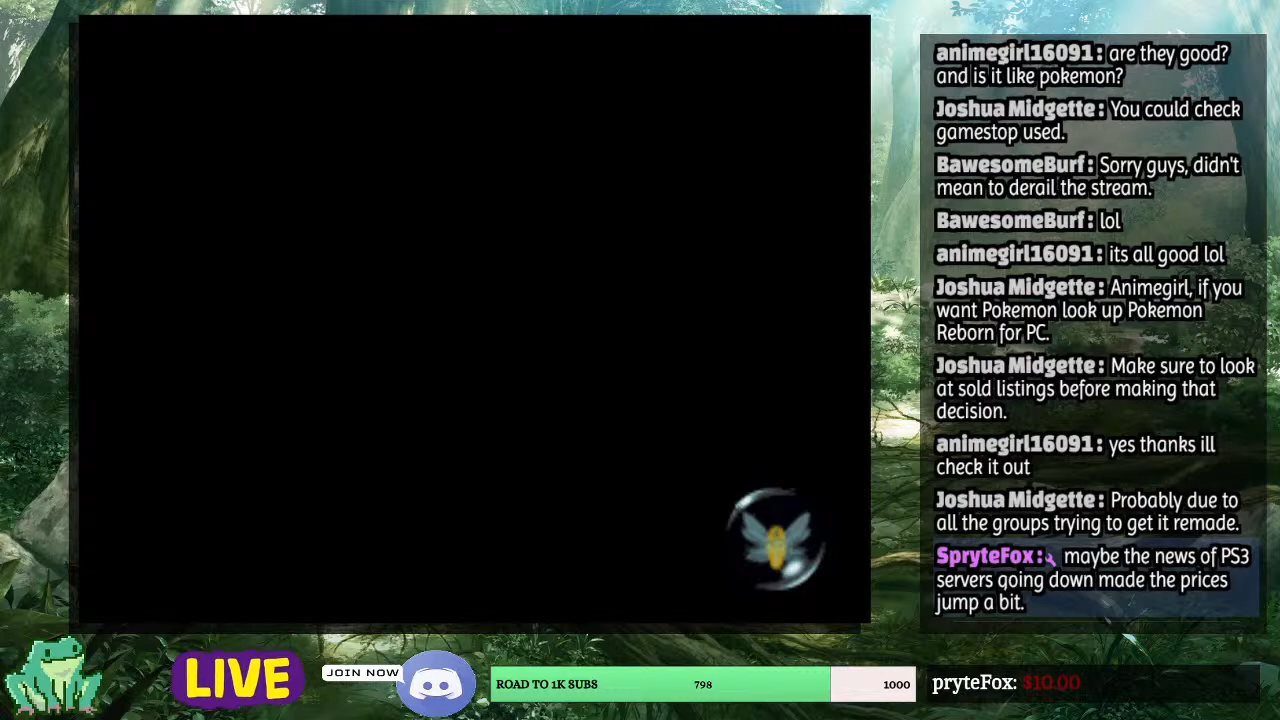 animegirl16091: are they good?
and is it like pokemon?
Joshua Midgette: You could check
gamestop used.
BawesomeBurf: Sorry guys, didn't
mean to derail the stream.
BawesomeBurf: lol
animegirl16091: its all good lol
Joshua Midgette: Animegirl, if you
want Pokemon look up Pokemon
Reborn for PC.
Joshua Midgette: Make sure to look
at sold listings before making that
decision.
animegirl16091: yes thanks ill
check it out
Joshua Midgette: Probably due to
all the groups trying to get it remade.
SpryteFox: maybe the news of PS3
servers going down made the prices
jump a bit.
LIVE
JOIN NOW
ROAD TO 1K SUBS 798 1000
pryteFox: $10.00